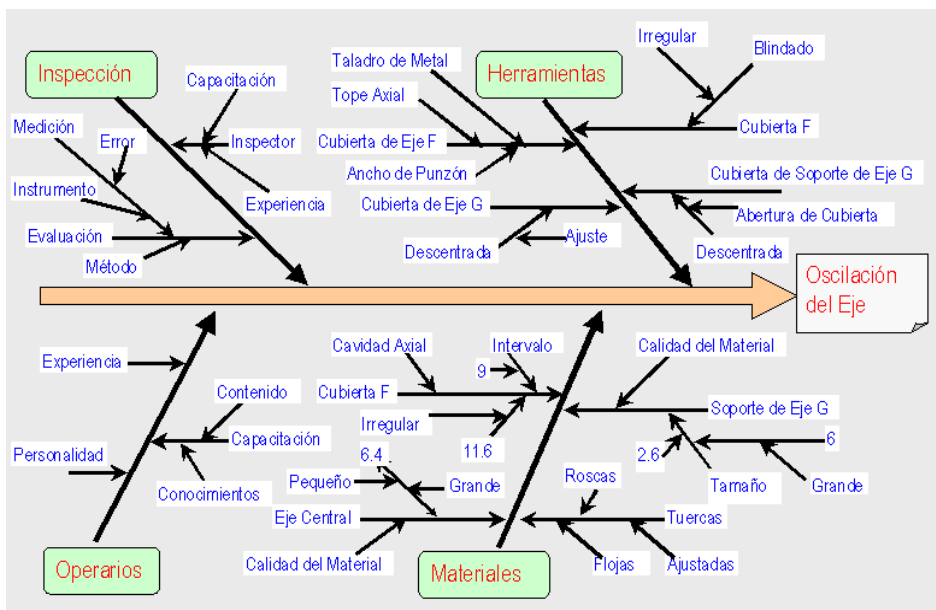 Inspección
Capacitación
Medición
Error
Inspector
Instrumento
Experiencia
Evaluación
Método
Herramientas
Taladro de Metal
Tope Axial
Cubierta de Eje F
Ancho de Punzón
Cubierta de Eje G
Descentrada
Ajuste
Irregular
Blindado
Cubierta F
Cubierta de Soporte de Eje G
Abertura de Cubierta
Descentrada
Oscilación
del Eje
Experiencia
Contenido
Capacitación
Personalidad
Conocimientos
Operarios
Cavidad Axial
Intervalo
9
Cubierta F
Irregular
11.6
6.4
Pequeño
Grande
Eje Central
Calidad del Material
Materiales
Calidad del Material
Soporte de Eje G
2.6
6
Tamaño
Grande
Roscas
Tuercas
Flojas
Ajustadas